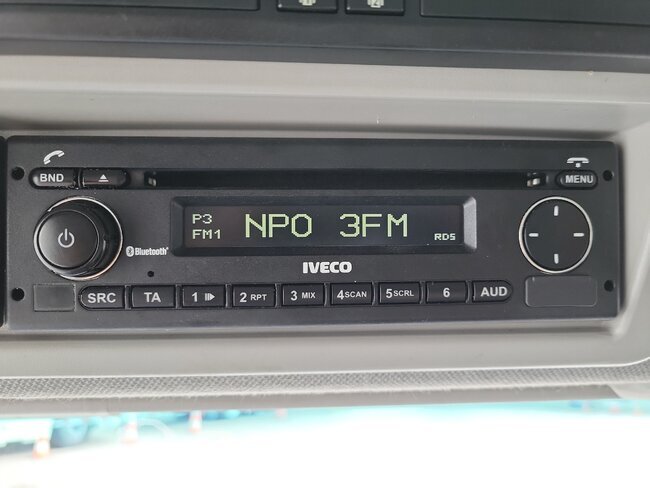 BND
MENU
P3
FM1
NPO 3FM
RDS
Bluetooth
IVECO
SRC TA 1 2 RPT 3 MIX 4 SCAN 5 SCRL 6 AUD